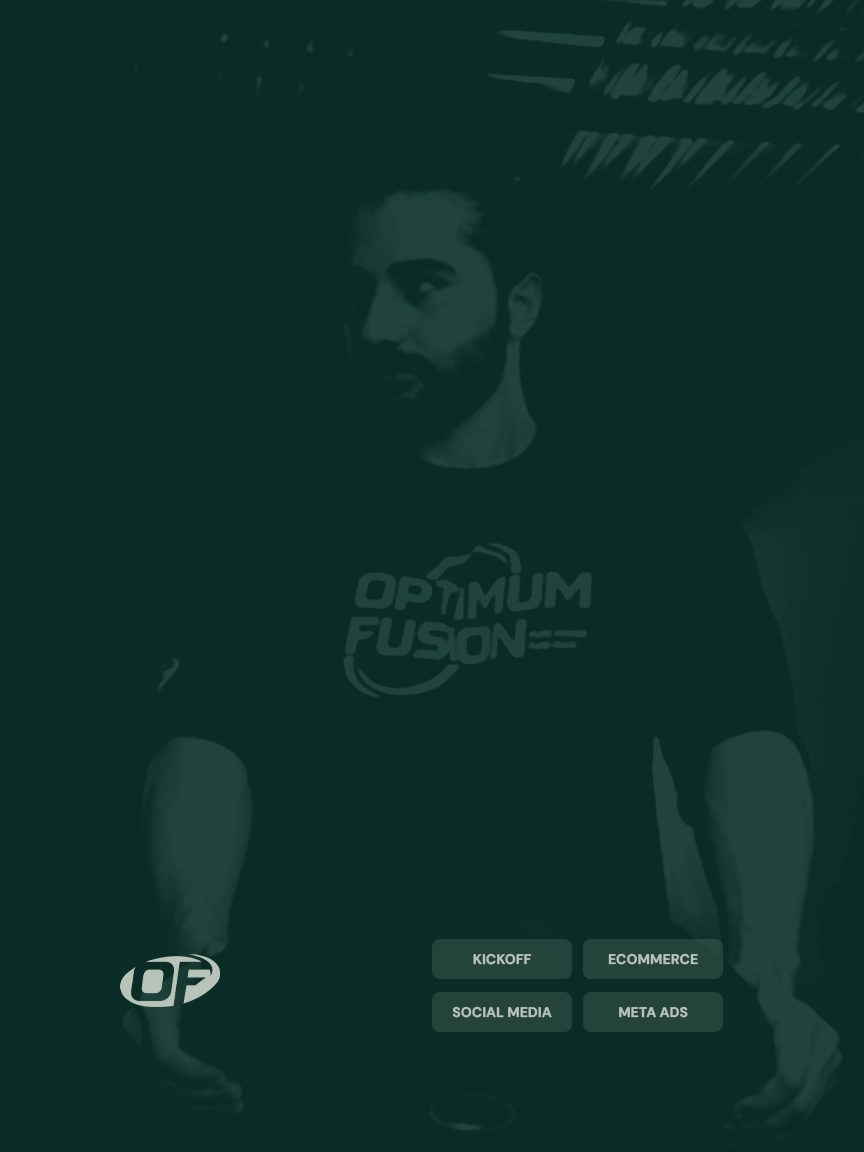 OPTIMUM
FUSION
OF
KICKOFF
ECOMMERCE
SOCIAL MEDIA
META ADS